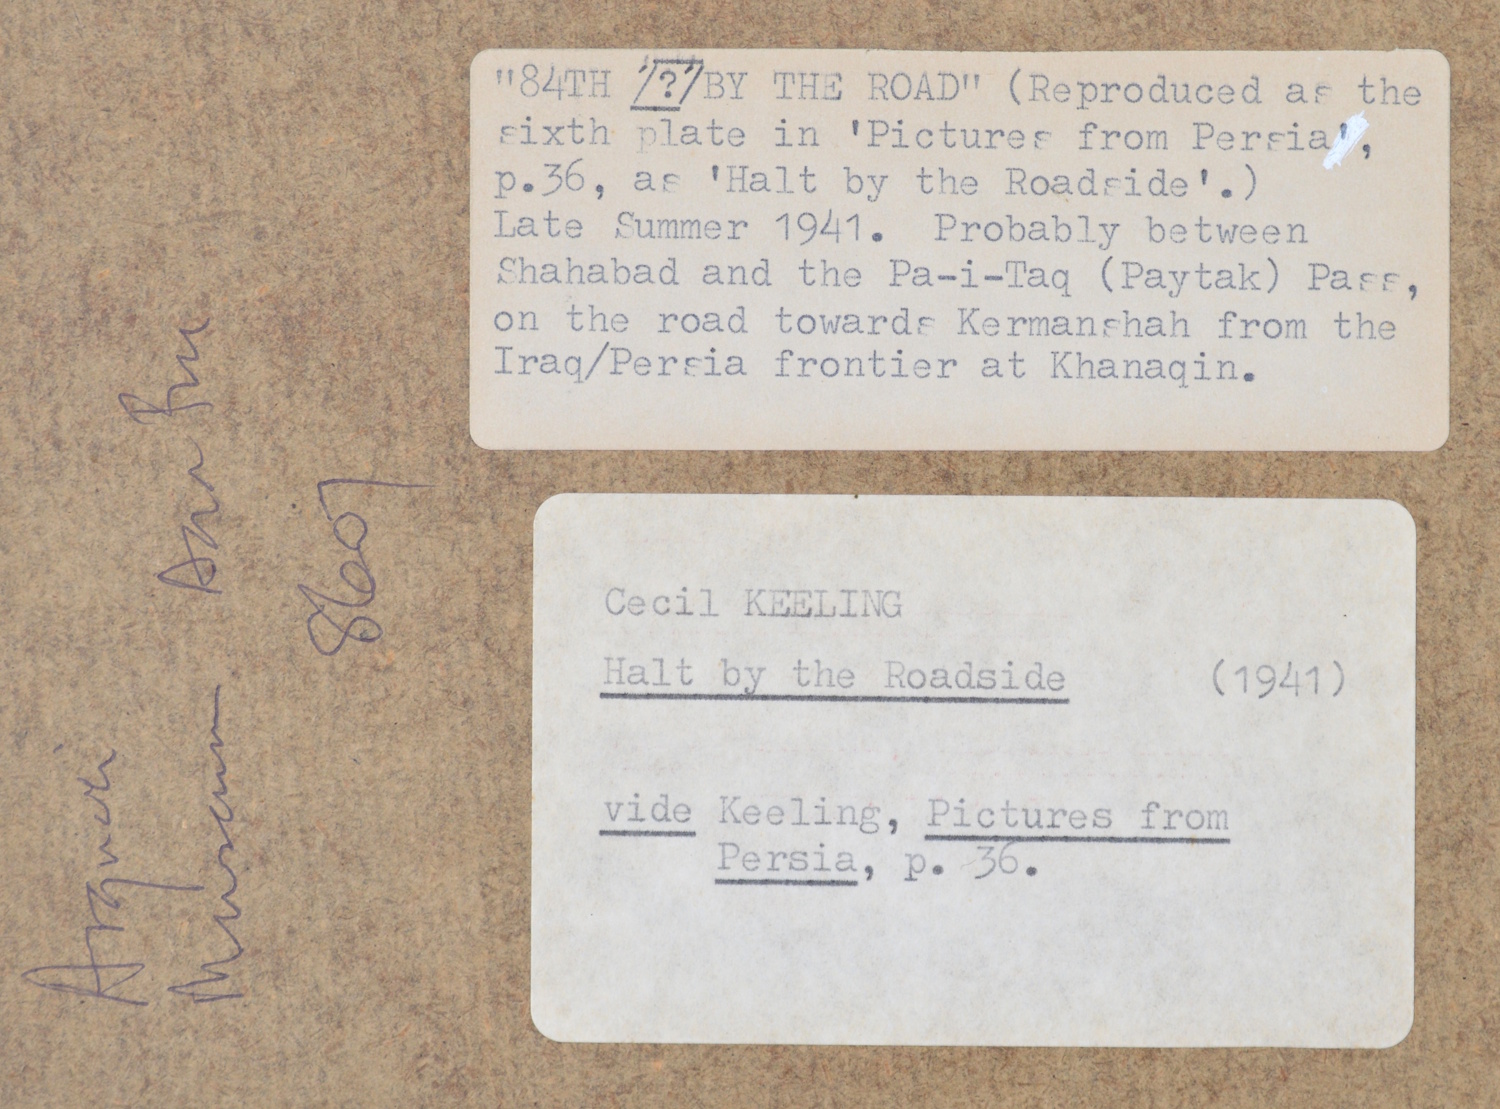 "84TH /?/ BY THE ROAD" (Reproduced as the
sixth plate in 'Pictures from Persia',
p.36, as 'Halt by the Roadside'.)
Late Summer 1941. Probably between
Shahabad and the Pa-i-Taq (Paytak) Pass,
on the road towards Kermanshah from the
Iraq/Persia frontier at Khanaqin.
Cecil KEELING
Halt by the Roadside (1941)
vide Keeling, Pictures from
Persia, p. 36.
Museum
8607